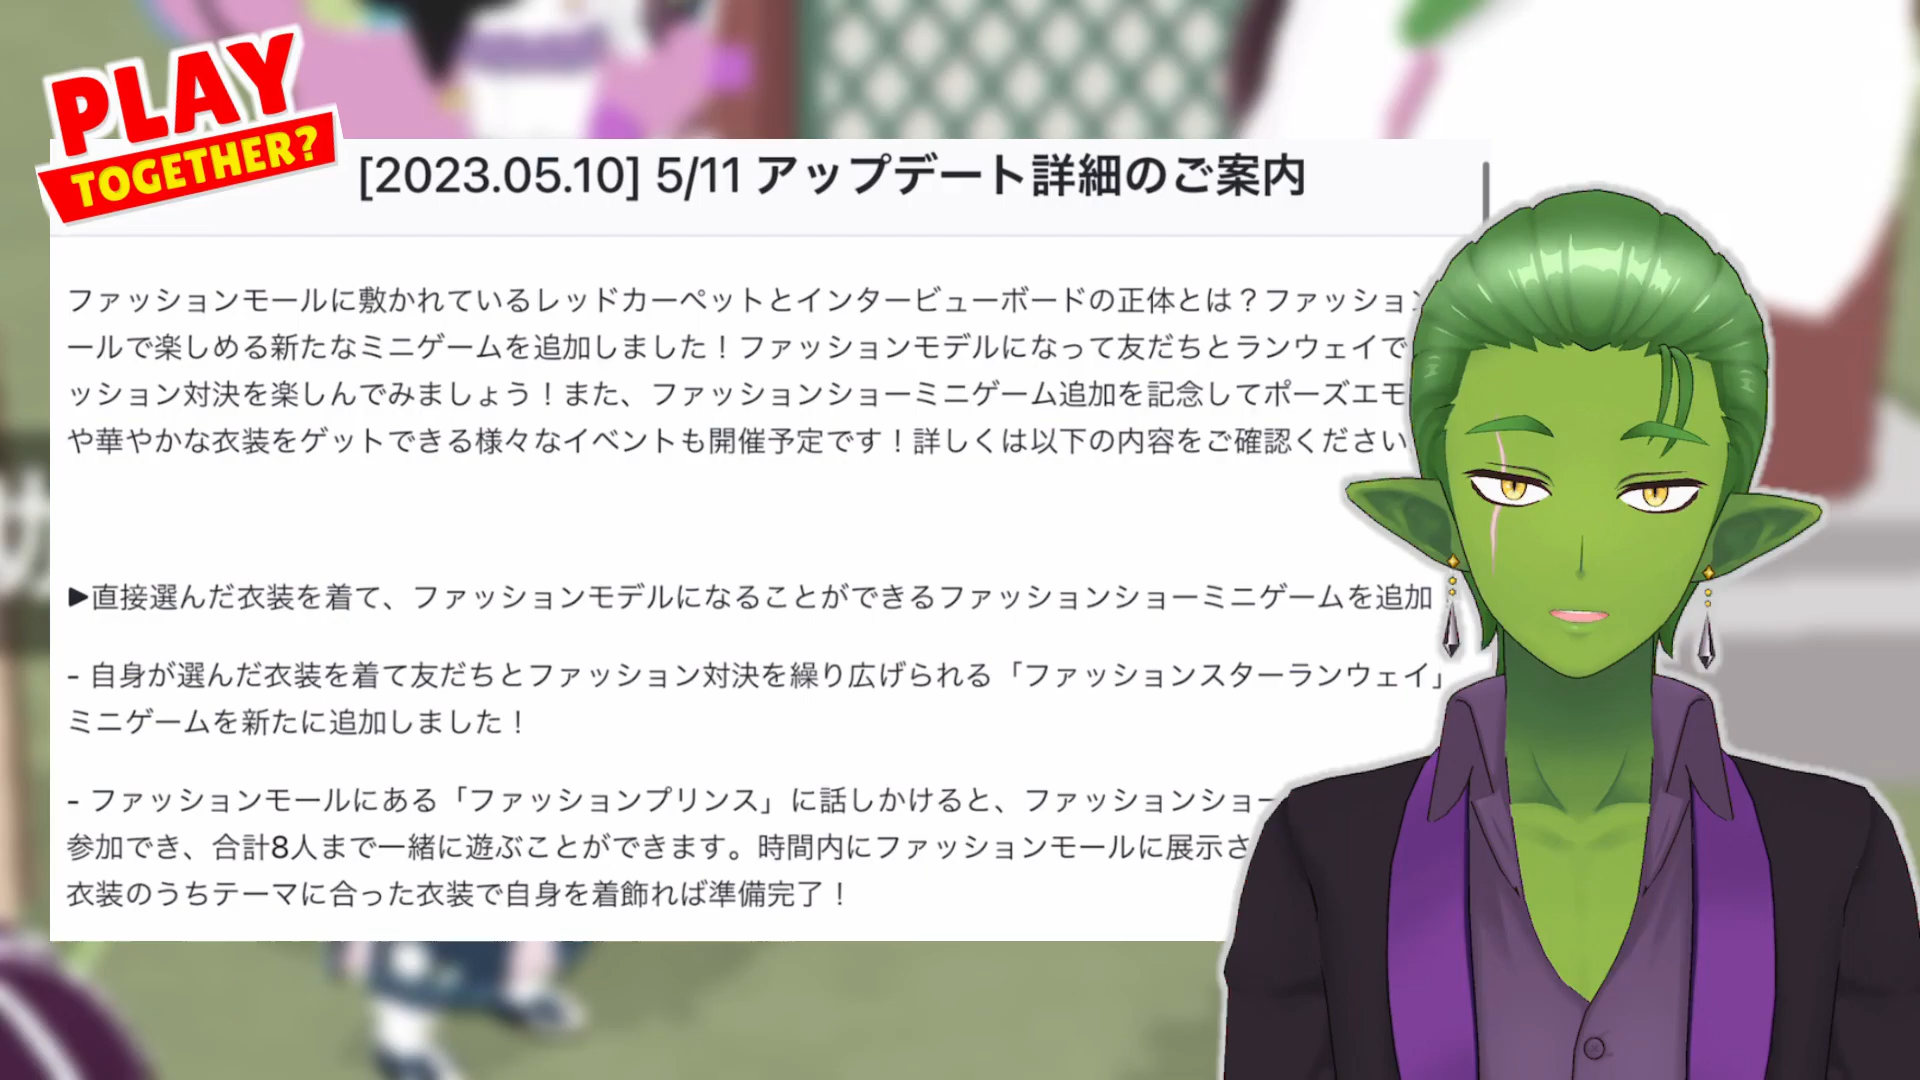 PLAY
TOGETHER?
[2023.05.10] 5/11 アップデート詳細のご案内
ファッションモールに敷かれているレッドカーペットとインタービューボードの正体とは？ファッション
ールで楽しめる新たなミニゲームを追加しました！ファッションモデルになって友だちとランウェイで
ッション対決を楽しんでみましょう！また、ファッションショーミニゲーム追加を記念してポーズエモ
や華やかな衣装をゲットできる様々なイベントも開催予定です！詳しくは以下の内容をご確認ください
▶直接選んだ衣装を着て、ファッションモデルになることができるファッションショーミニゲームを追加
- 自身が選んだ衣装を着て友だちとファッション対決を繰り広げられる「ファッションスターランウェイ」
ミニゲームを新たに追加しました！
- ファッションモールにある「ファッションプリンス」に話しかけると、ファッションショー
参加でき、合計8人まで一緒に遊ぶことができます。時間内にファッションモールに展示さ
衣装のうちテーマに合った衣装で自身を着飾れば準備完了！